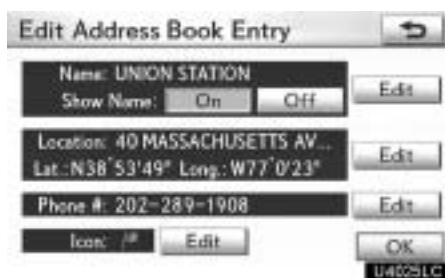 Edit Address Book Entry
Name: UNION STATION
Edit
Show Name: On Off
Location: 40 MASSACHUSETTS AV...
Edit
Lat.:N38°53'49" Long.:W77°0'23"
Phone #: 202-289-1908 Edit
Icon: Edit
OK
U4025LC